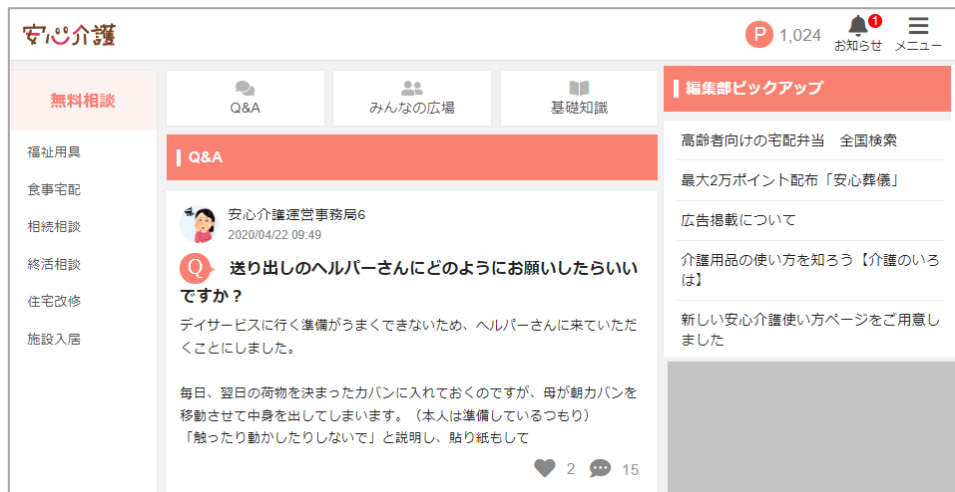 安心介護
P 1,024
1
お知らせ
メニュー
無料相談
福祉用具
食事宅配
相続相談
終活相談
住宅改修
施設入居
Q&A
みんなの広場
基礎知識
Q&A
安心介護運営事務局6
2020/04/22 09:49
Q 送り出しのヘルパーさんにどのようにお願いしたらいい
ですか？
デイサービスに行く準備がうまくできないため、ヘルパーさんに来ていただ
くことにしました。
毎日、翌日の荷物を決まったカバンに入れておくのですが、母が朝カバンを
移動させて中身を出してしまいます。（本人は準備しているつもり）
「触ったり動かしたりしないで」と説明し、貼り紙もして
2 15
編集部ピックアップ
高齢者向けの宅配弁当　全国検索
最大2万ポイント配布「安心葬儀」
広告掲載について
介護用品の使い方を知ろう【介護のいろ
は】
新しい安心介護使い方ページをご用意し
ました